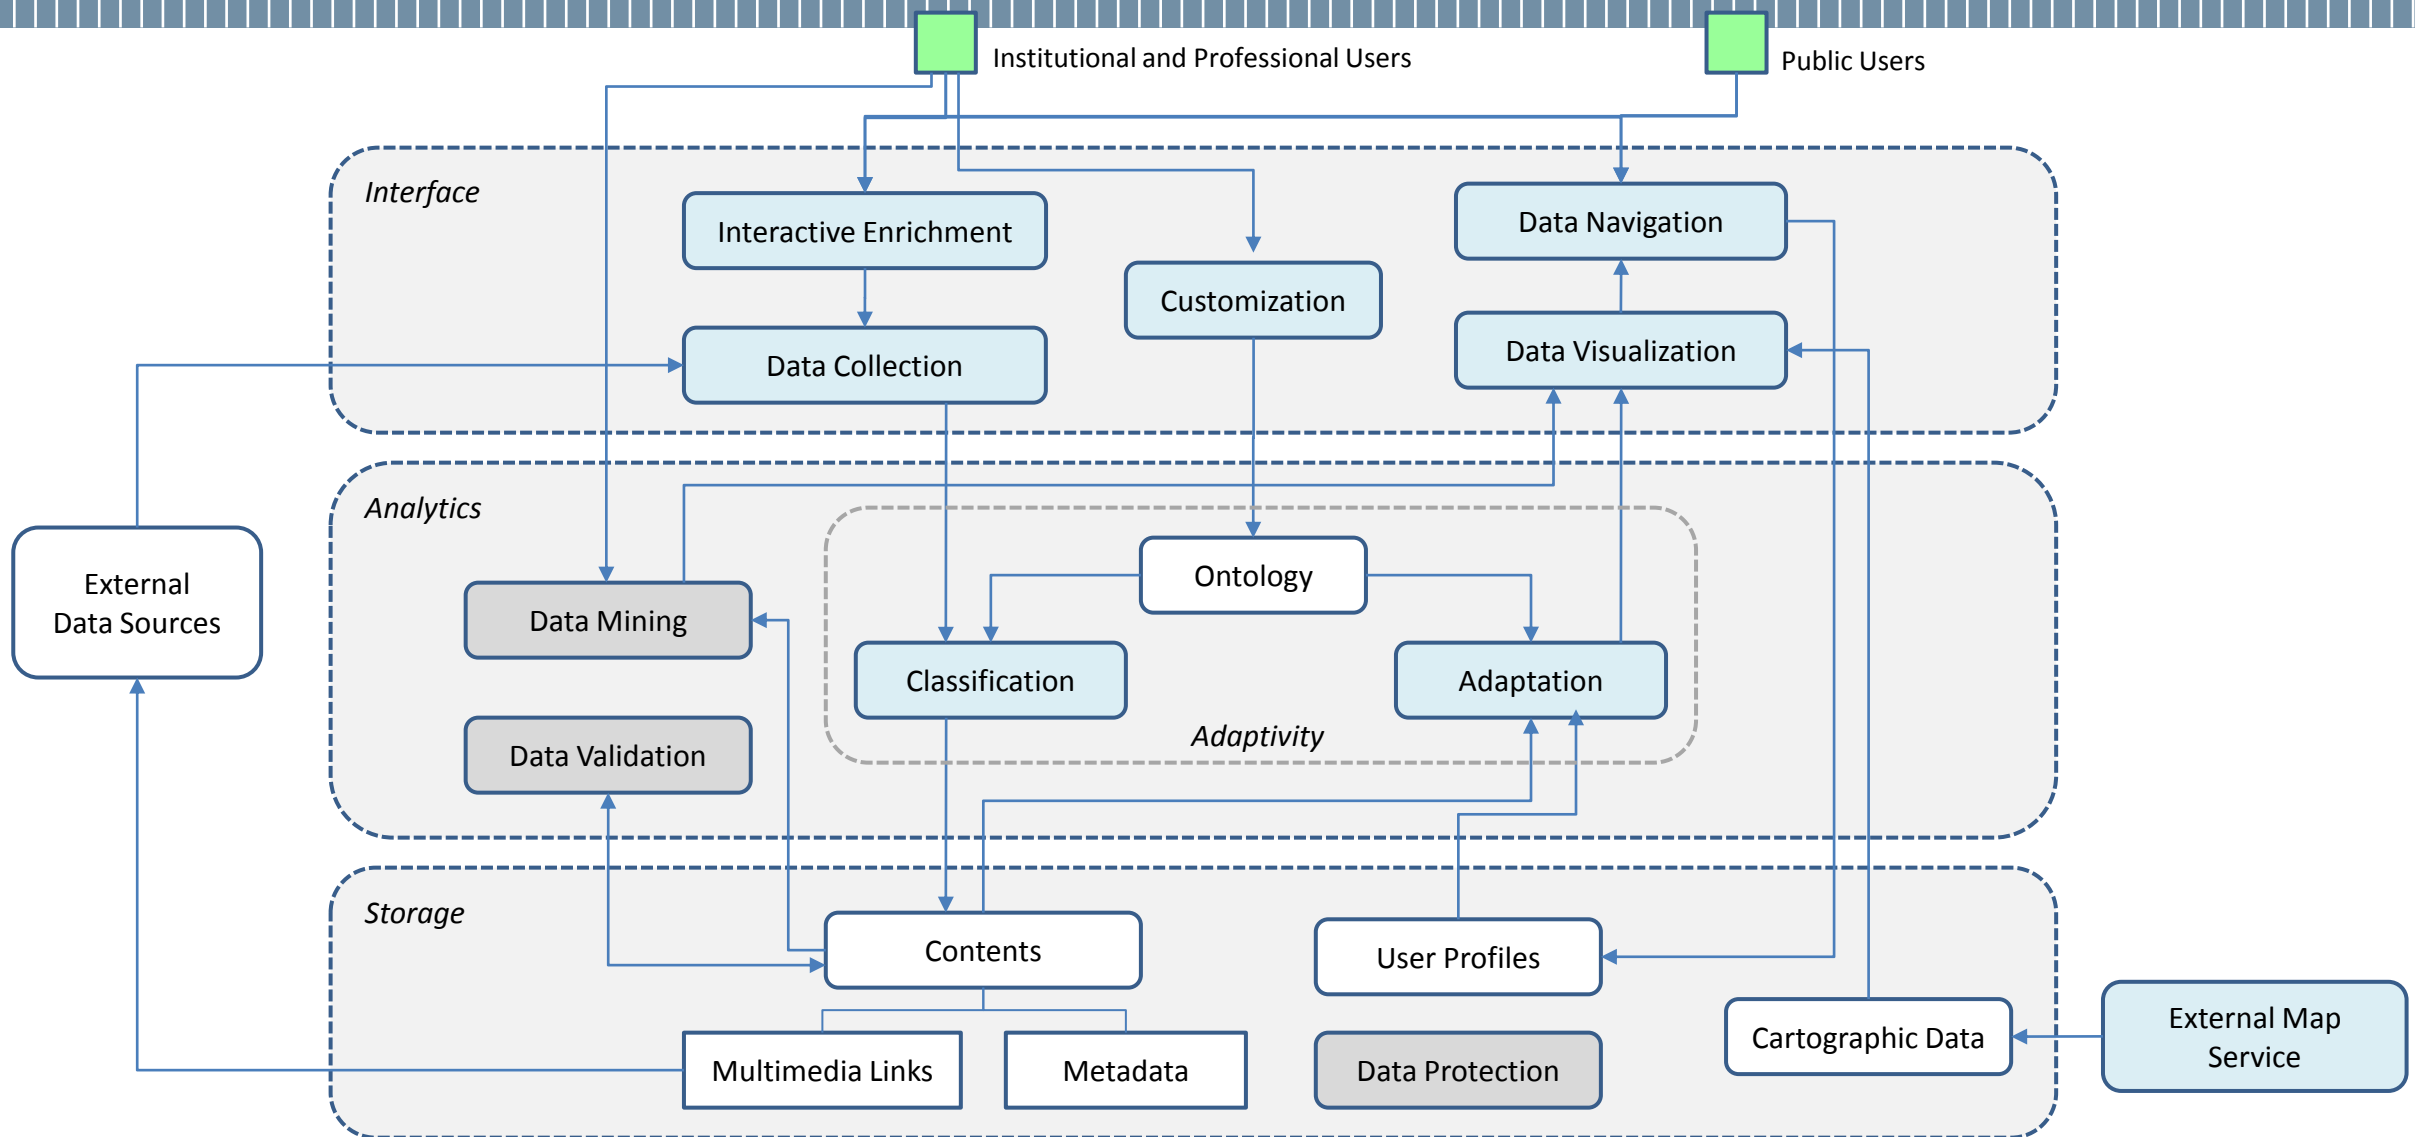 Institutional and Professional Users
Public Users
Interface
Interactive Enrichment
Data Navigation
Customization
Data Collection
Data Visualization
Analytics
External
Data Sources
Ontology
Data Mining
Classification
Adaptation
Data Validation
Adaptivity
Storage
Contents
User Profiles
Cartographic Data
External Map
Service
Multimedia Links
Metadata
Data Protection